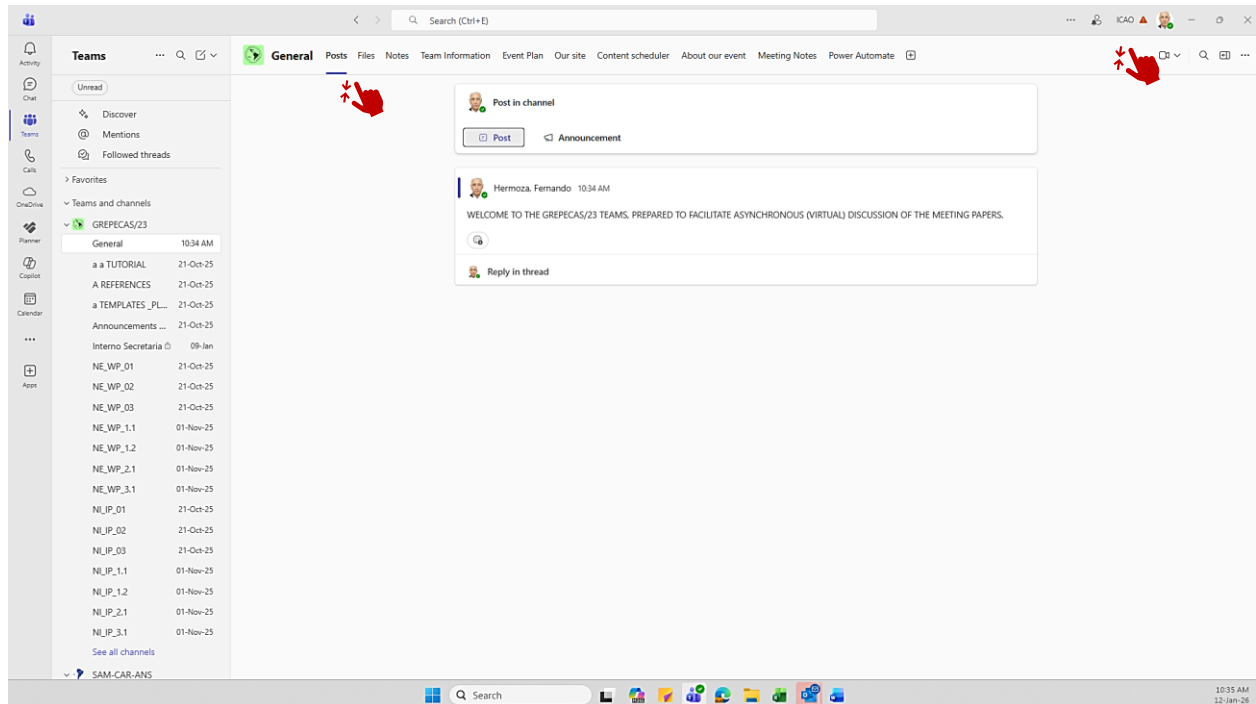 Search (Ctrl+E)
ICAO
Activity
Chat
Teams
Calls
OneDrive
Planner
Copilot
Calendar
Apps
Teams
Unread
Discover
Mentions
Followed threads
Favorites
Teams and channels
GREPECAS/23
General 10:34 AM
a a TUTORIAL 21-Oct-25
A REFERENCES 21-Oct-25
a TEMPLATES _PL... 21-Oct-25
Announcements ... 21-Oct-25
Interno Secretaria 09-Jan
NE_WP_01 21-Oct-25
NE_WP_02 21-Oct-25
NE_WP_03 21-Oct-25
NE_WP_1.1 01-Nov-25
NE_WP_1.2 01-Nov-25
NE_WP_2.1 01-Nov-25
NE_WP_3.1 01-Nov-25
NI_IP_01 21-Oct-25
NI_IP_02 21-Oct-25
NI_IP_03 21-Oct-25
NI_IP_1.1 01-Nov-25
NI_IP_1.2 01-Nov-25
NI_IP_2.1 01-Nov-25
NI_IP_3.1 01-Nov-25
See all channels
SAM-CAR-ANS
General Posts Files Notes Team Information Event Plan Our site Content scheduler About our event Meeting Notes Power Automate
Post in channel
Post Announcement
Hermoza, Fernando 10:34 AM
WELCOME TO THE GREPECAS/23 TEAMS, PREPARED TO FACILITATE ASYNCHRONOUS (VIRTUAL) DISCUSSION OF THE MEETING PAPERS.
Reply in thread
Search
10:35 AM
12-Jan-26